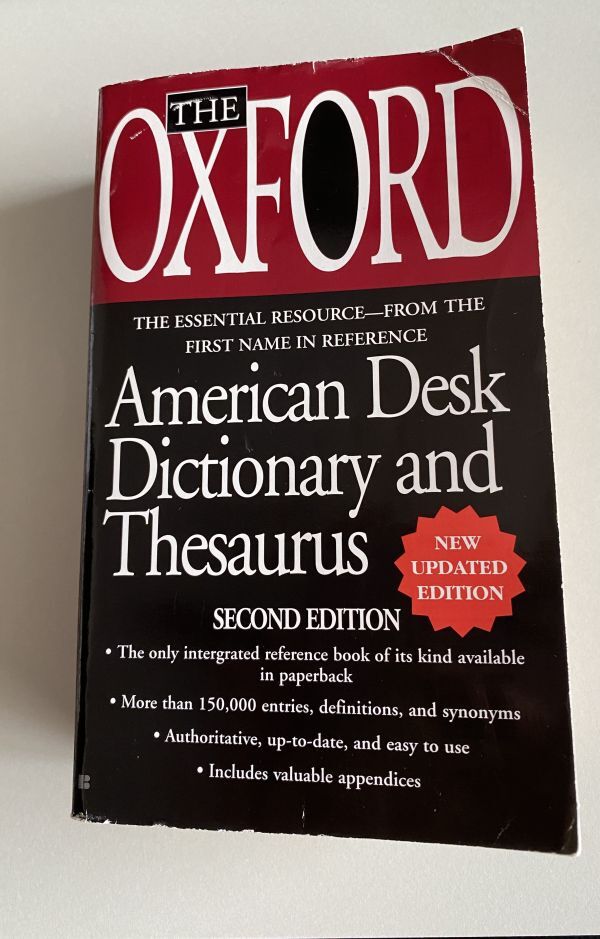 THE
OXFORD
THE ESSENTIAL RESOURCE—FROM THE
FIRST NAME IN REFERENCE
American Desk
Dictionary and
Thesaurus
NEW
UPDATED
EDITION
SECOND EDITION
• The only intergrated reference book of its kind available
in paperback
• More than 150,000 entries, definitions, and synonyms
• Authoritative, up-to-date, and easy to use
• Includes valuable appendices
B